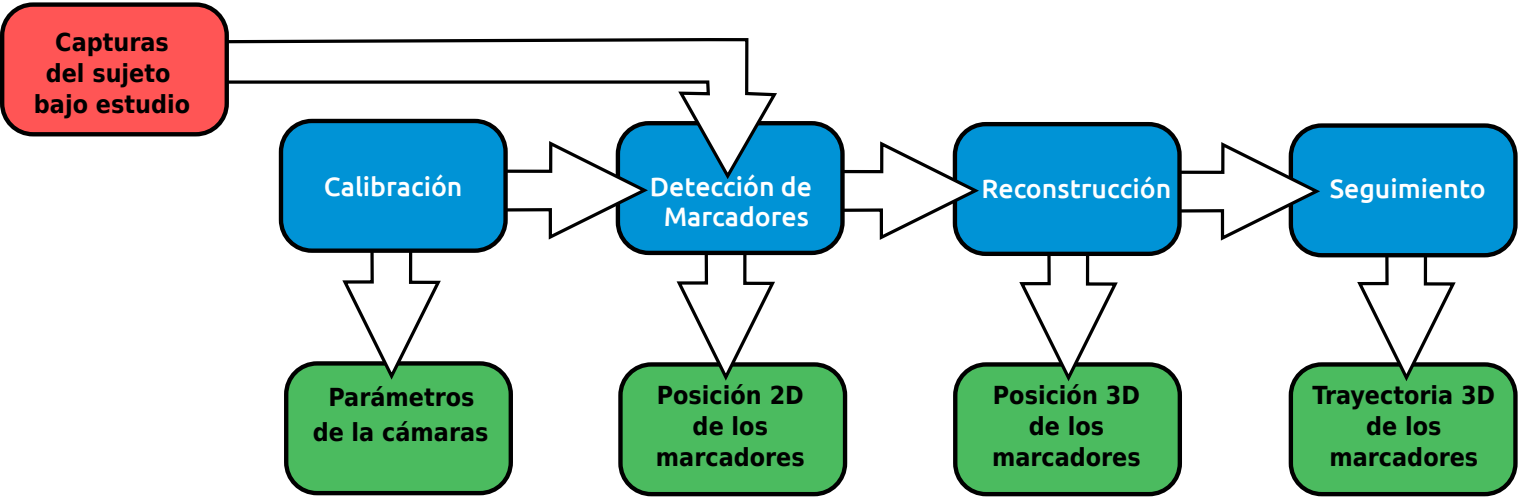 Capturas
del sujeto
bajo estudio
Calibración
Detección de
Marcadores
Reconstrucción
Seguimiento
Parámetros
de la cámaras
Posición 2D
de los
marcadores
Posición 3D
de los
marcadores
Trayectoria 3D
de los
marcadores